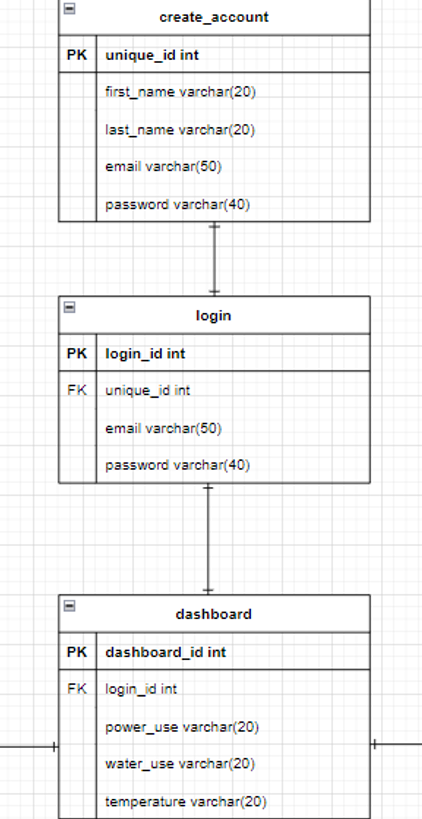 create_account
PK unique_id int
first_name varchar(20)
last_name varchar(20)
email varchar(50)
password varchar(40)
login
PK login_id int
FK unique_id int
email varchar(50)
password varchar(40)
dashboard
PK dashboard_id int
FK login_id int
power_use varchar(20)
water_use varchar(20)
temperature varchar(20)